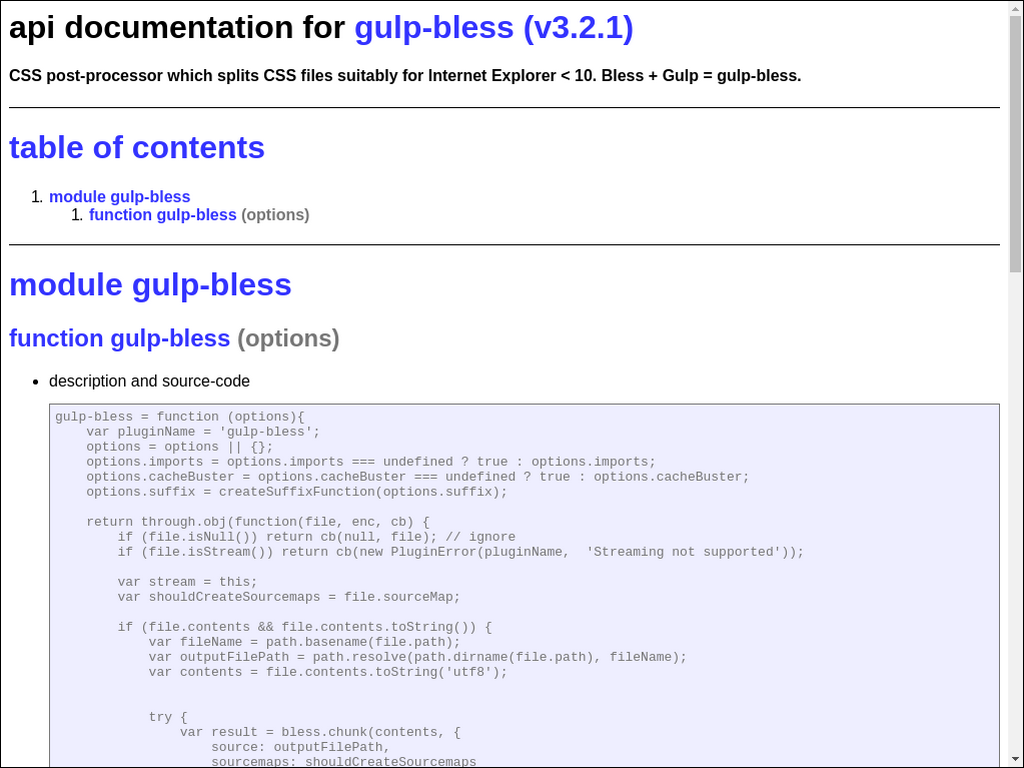 api documentation for gulp-bless (v3.2.1)
CSS post-processor which splits CSS files suitably for Internet Explorer < 10. Bless + Gulp = gulp-bless.
table of contents
1. module gulp-bless
1. function gulp-bless (options)
module gulp-bless
function gulp-bless (options)
• description and source-code
gulp-bless = function (options){
    var pluginName = 'gulp-bless';
    options = options || {};
    options.imports = options.imports === undefined ? true : options.imports;
    options.cacheBuster = options.cacheBuster === undefined ? true : options.cacheBuster;
    options.suffix = createSuffixFunction(options.suffix);
    return through.obj(function(file, enc, cb) {
        if (file.isNull()) return cb(null, file); // ignore
        if (file.isStream()) return cb(new PluginError(pluginName,  'Streaming not supported'));
        var stream = this;
        var shouldCreateSourcemaps = file.sourceMap;
        if (file.contents && file.contents.toString()) {
            var fileName = path.basename(file.path);
            var outputFilePath = path.resolve(path.dirname(file.path), fileName);
            var contents = file.contents.toString('utf8');
            try {
                var result = bless.chunk(contents, {
                    source: outputFilePath,
                    sourcemaps: shouldCreateSourcemaps